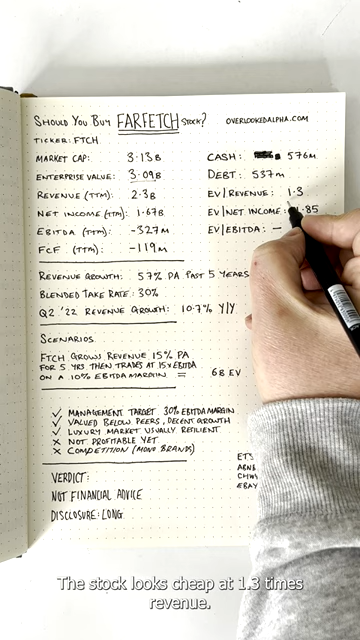 SHOULD YOU BUY FARFETCH STOCK?
OVERLOOKEDALPHA.COM
TICKER: FTCH
MARKET CAP: 3.13B
ENTERPRISE VALUE: 3.09B
REVENUE (TTM): 2.3B
NET INCOME (TTM): 1.67B
EBITDA (TTM): -327M
FCF (TTM): -119M
CASH: 576M
DEBT: 537M
EV/REVENUE: 1.3
EV/NET INCOME: 1.85
EV/EBITDA: -
REVENUE GROWTH: 57% PA PAST 5 YEARS
BLENDED TAKE RATE: 30%
Q2 '22 REVENUE GROWTH: 10.7% Y/Y
SCENARIOS
FTCH GROWS REVENUE 15% PA
FOR 5 YRS THEN TRADES AT 15X EBITDA
ON A 10% EBITDA MARGIN = 6B EV
✓ MANAGEMENT TARGET 30% EBITDA MARGIN
✓ VALUED BELOW PEERS, DECENT GROWTH
✓ LUXURY MARKET USUALLY RESILIENT
× NOT PROFITABLE YET
× COMPETITION (MONO BRANDS)
VERDICT:
NOT FINANCIAL ADVICE
DISCLOSURE: LONG
EBAY
The stock looks cheap at 1.3 times
revenue.